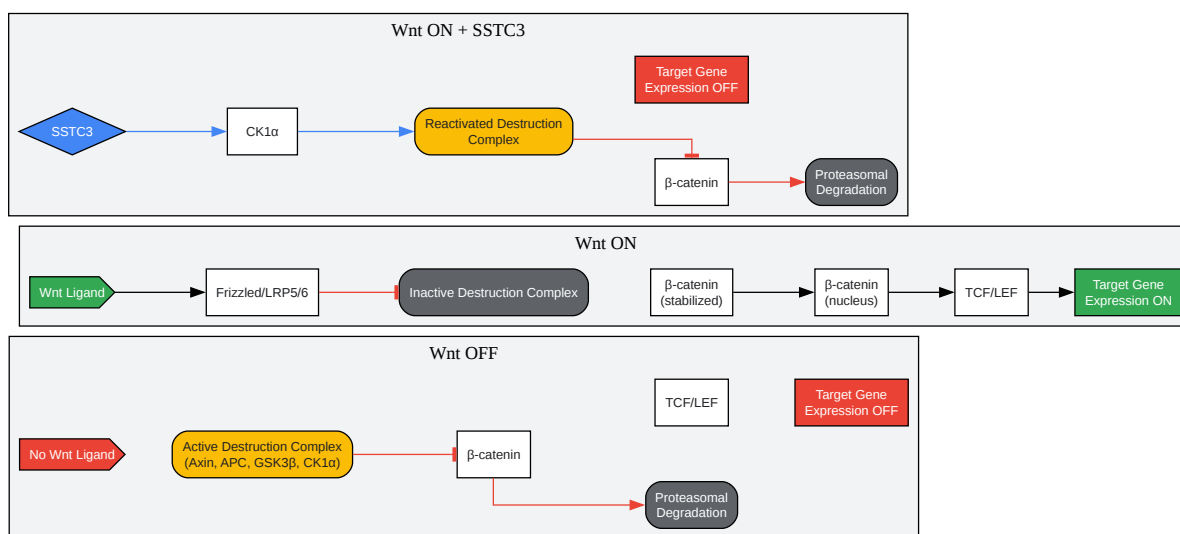 Wnt ON + SSTC3
Target Gene
Expression OFF
SSTC3
CK1α
Reactivated Destruction
Complex
β-catenin
Proteasomal
Degradation
Wnt ON
Wnt Ligand
Frizzled/LRP5/6
Inactive Destruction Complex
β-catenin
(stabilized)
β-catenin
(nucleus)
TCF/LEF
Target Gene
Expression ON
Wnt OFF
TCF/LEF
Target Gene
Expression OFF
No Wnt Ligand
Active Destruction Complex
(Axin, APC, GSK3β, CK1α)
β-catenin
Proteasomal
Degradation